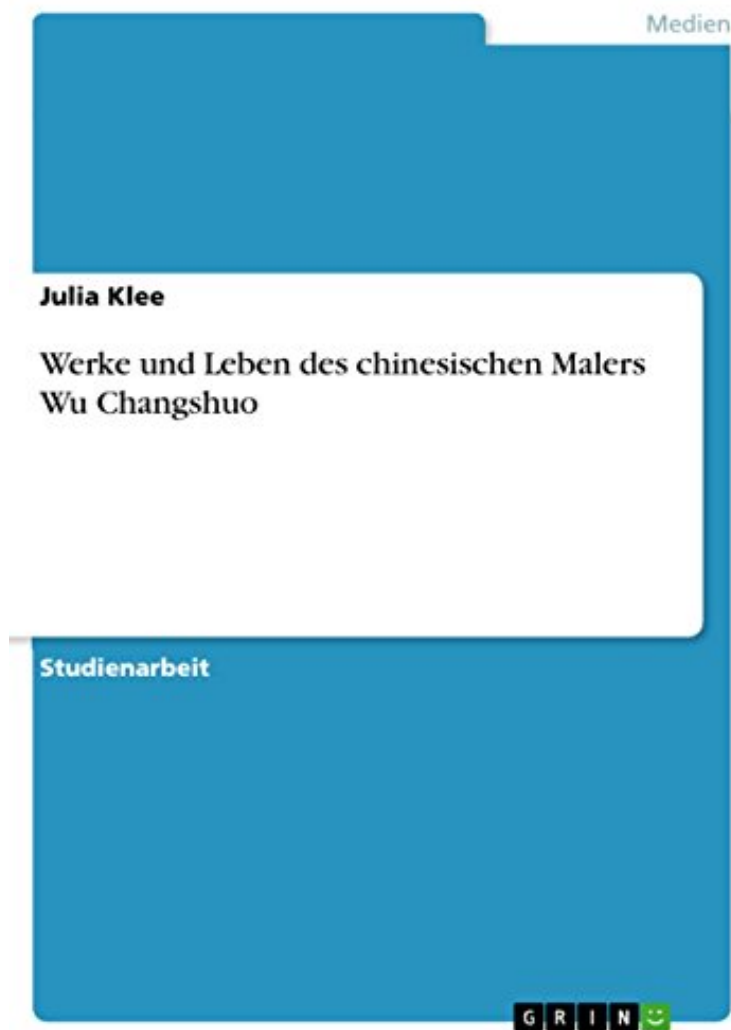 Medien
Julia Klee
Werke und Leben des chinesischen Malers
Wu Changshuo
Studienarbeit
GRIN